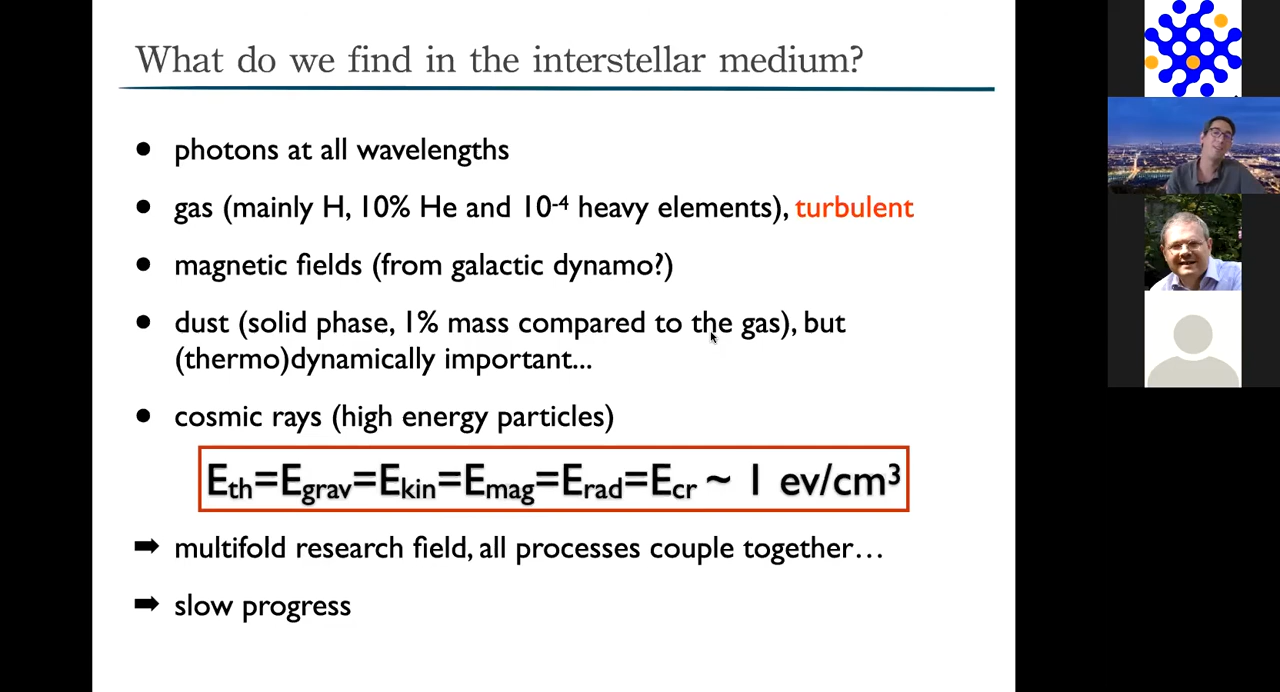 What do we find in the interstellar medium?
• photons at all wavelengths
• gas (mainly H, 10% He and 10⁻⁴ heavy elements), turbulent
• magnetic fields (from galactic dynamo?)
• dust (solid phase, 1% mass compared to the gas), but
(thermo)dynamically important...
• cosmic rays (high energy particles)
Eth=Egrav=Ekin=Emag=Erad=Ecr ~ 1 ev/cm³
➡ multifold research field, all processes couple together…
➡ slow progress